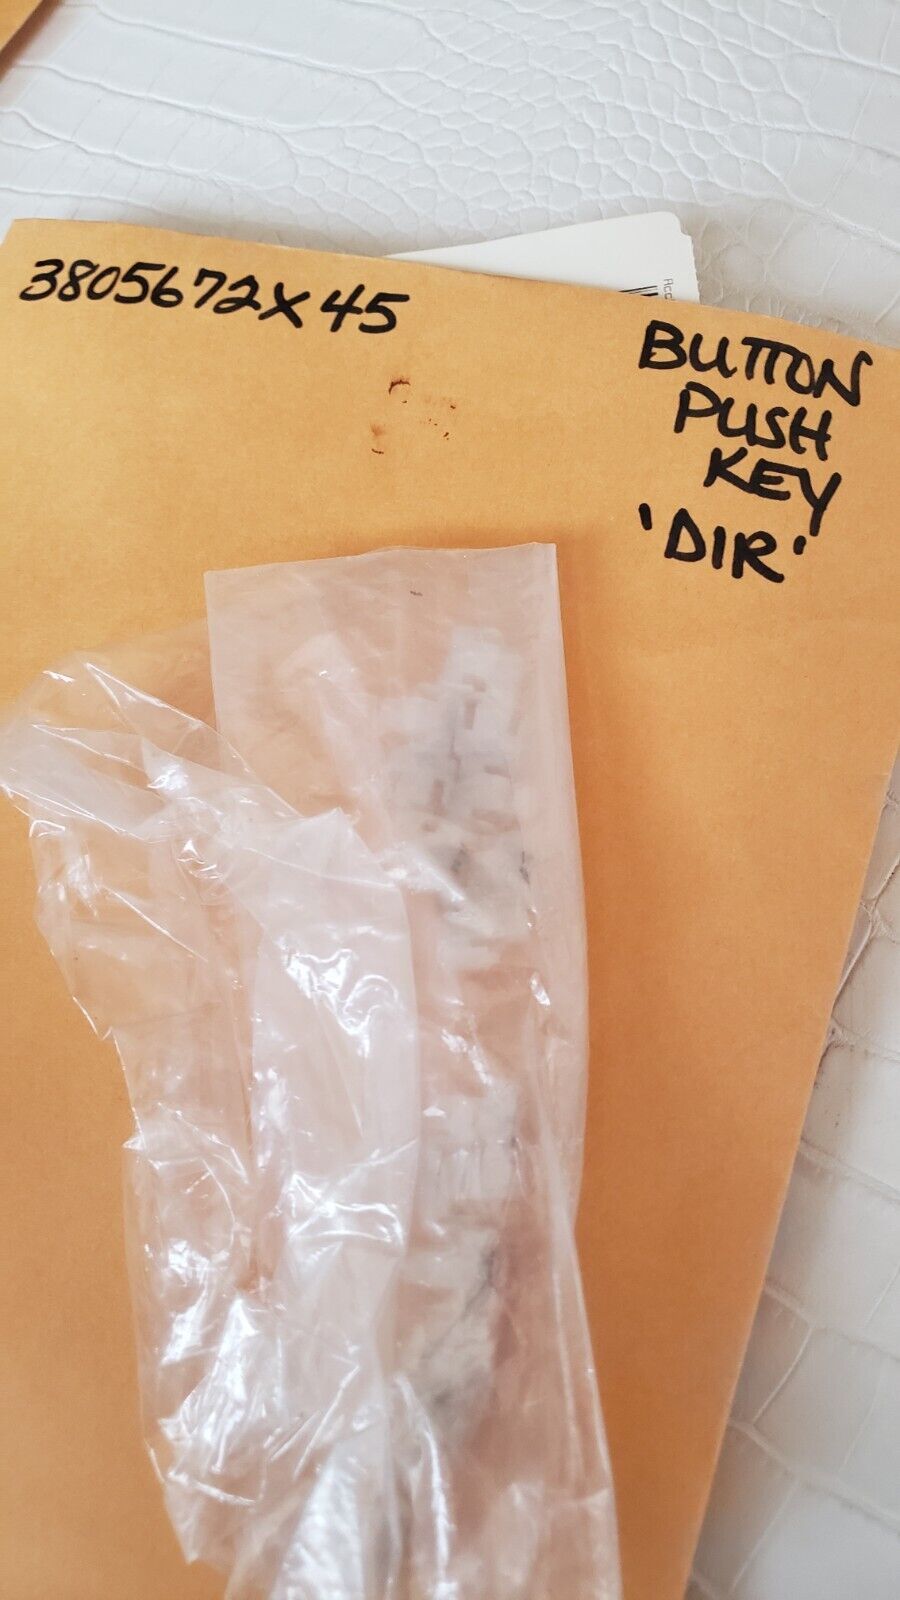 3805672X45
BUTTON
PUSH
KEY
'DIR'